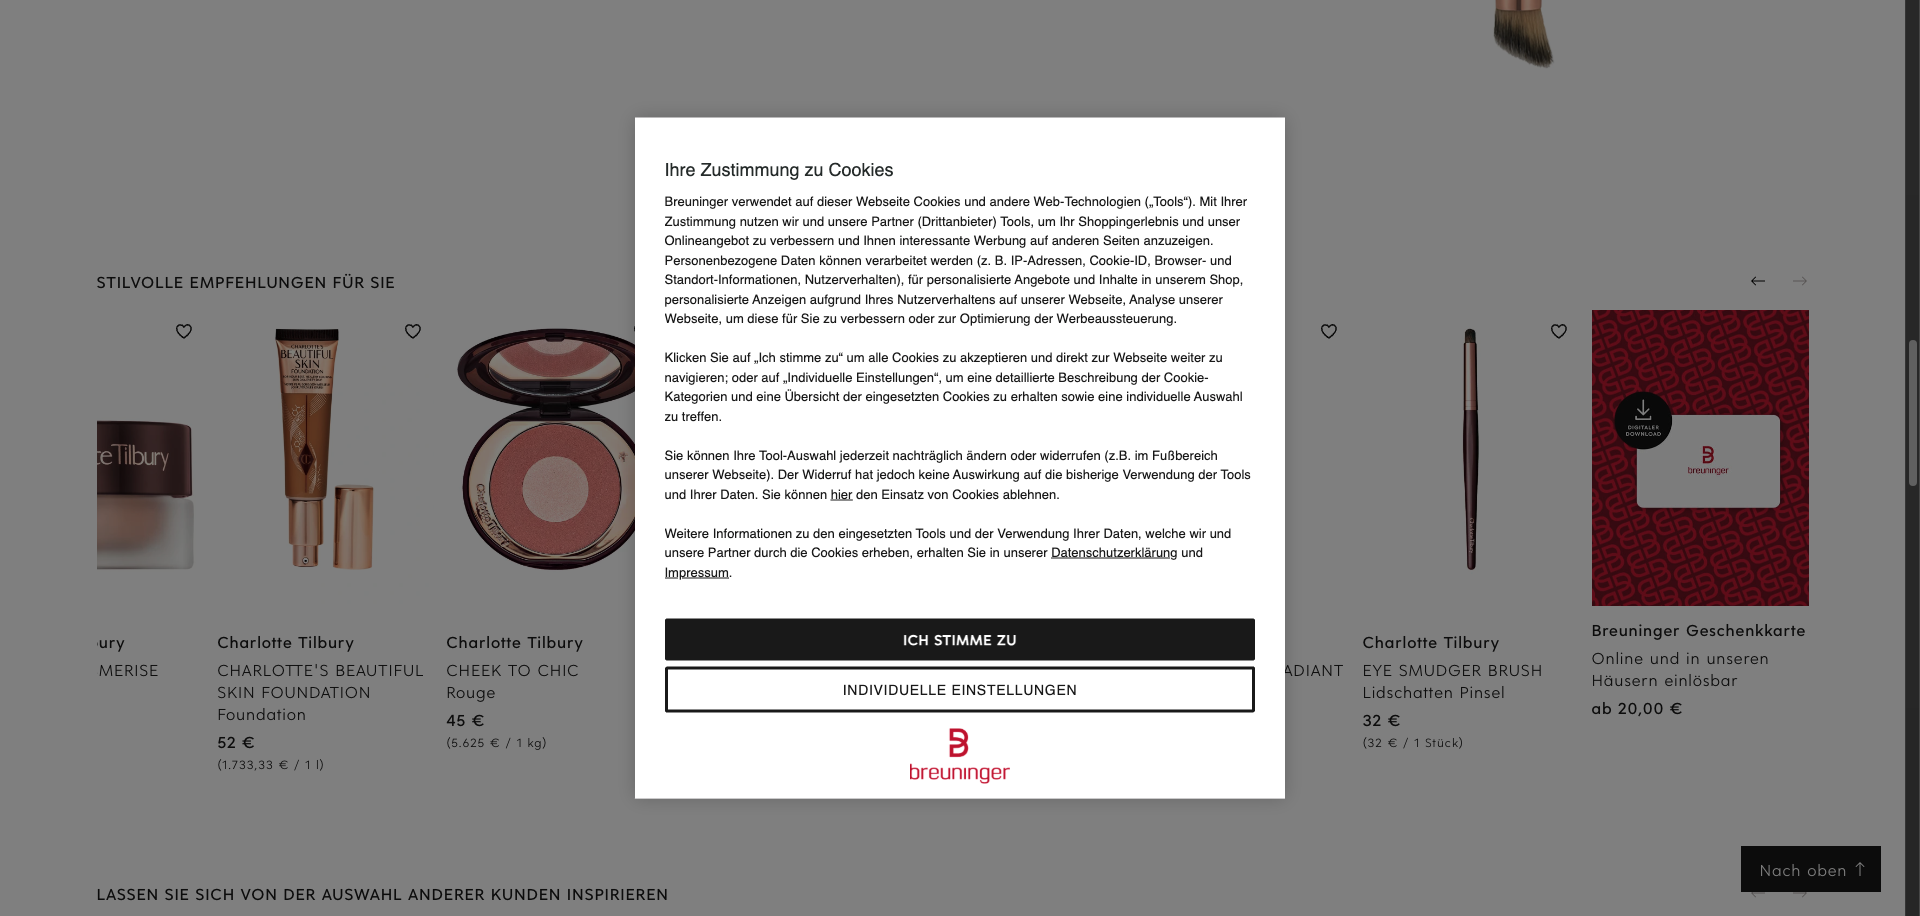 Ihre Zustimmung zu Cookies
Breuninger verwendet auf dieser Webseite Cookies und andere Web-Technologien („Tools“). Mit Ihrer
Zustimmung nutzen wir und unsere Partner (Drittanbieter) Tools, um Ihr Shoppingerlebnis und unser
Onlineangebot zu verbessern und Ihnen interessante Werbung auf anderen Seiten anzuzeigen.
Personenbezogene Daten können verarbeitet werden (z. B. IP-Adressen, Cookie-ID, Browser- und
Standort-Informationen, Nutzerverhalten), für personalisierte Angebote und Inhalte in unserem Shop,
personalisierte Anzeigen aufgrund Ihres Nutzerverhaltens auf unserer Webseite, Analyse unserer
Webseite, um diese für Sie zu verbessern oder zur Optimierung der Werbeaussteuerung.
Klicken Sie auf „Ich stimme zu“ um alle Cookies zu akzeptieren und direkt zur Webseite weiter zu
navigieren; oder auf „Individuelle Einstellungen“, um eine detaillierte Beschreibung der Cookie-
Kategorien und eine Übersicht der eingesetzten Cookies zu erhalten sowie eine individuelle Auswahl
zu treffen.
Sie können Ihre Tool-Auswahl jederzeit nachträglich ändern oder widerrufen (z.B. im Fußbereich
unserer Webseite). Der Widerruf hat jedoch keine Auswirkung auf die bisherige Verwendung der Tools
und Ihrer Daten. Sie können hier den Einsatz von Cookies ablehnen.
Weitere Informationen zu den eingesetzten Tools und der Verwendung Ihrer Daten, welche wir und
unsere Partner durch die Cookies erheben, erhalten Sie in unserer Datenschutzerklärung und
Impressum.
ICH STIMME ZU
INDIVIDUELLE EINSTELLUNGEN
breuninger
STILVOLLE EMPFEHLUNGEN FÜR SIE
te Tilbury
CHARLOTTE'S
BEAUTIFUL
SKIN
FOUNDATION
Charlotte Tilbury
DIGITALER
DOWNLOAD
breuninger
ury
MERISE
Charlotte Tilbury
CHARLOTTE'S BEAUTIFUL
SKIN FOUNDATION
Foundation
52 €
(1.733,33 € / 1 l)
Charlotte Tilbury
CHEEK TO CHIC
Rouge
45 €
(5.625 € / 1 kg)
ADIANT
Charlotte Tilbury
EYE SMUDGER BRUSH
Lidschatten Pinsel
32 €
(32 € / 1 Stück)
Breuninger Geschenkkarte
Online und in unseren
Häusern einlösbar
ab 20,00 €
Nach oben ↑
LASSEN SIE SICH VON DER AUSWAHL ANDERER KUNDEN INSPIRIEREN